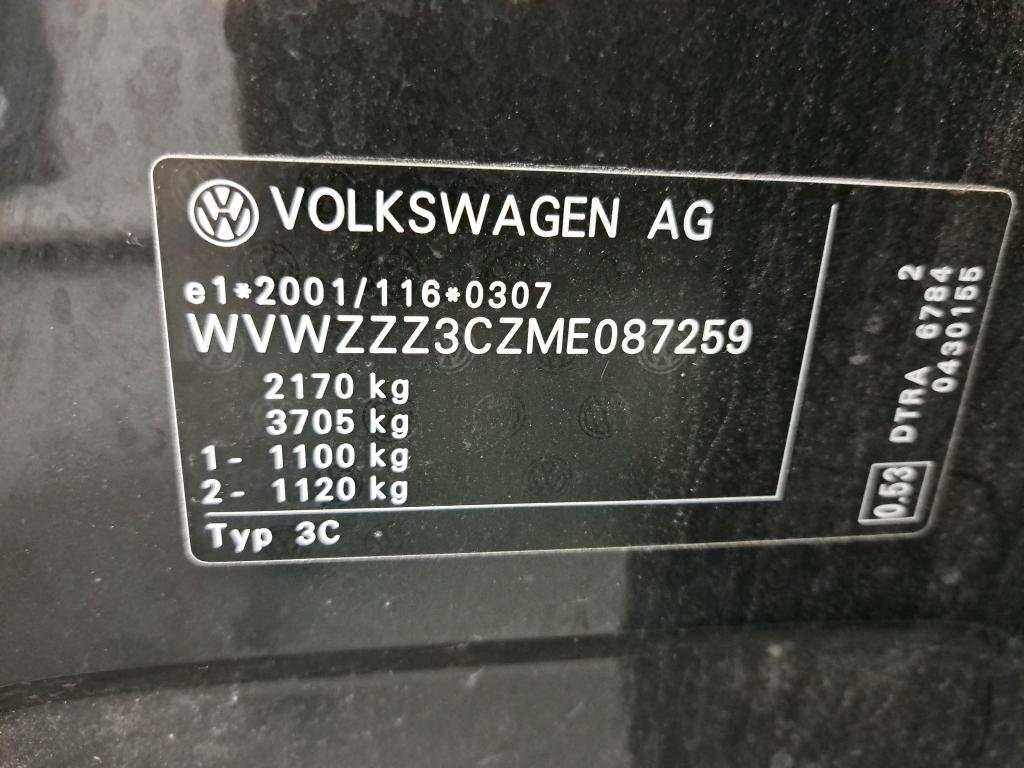 VOLKSWAGEN AG
e1*2001/116*0307
WVWZZZ3CZME087259
2170 kg
3705 kg
1- 1100 kg
2- 1120 kg
Typ 3C
2
0.53 DTRA 6784
0430155